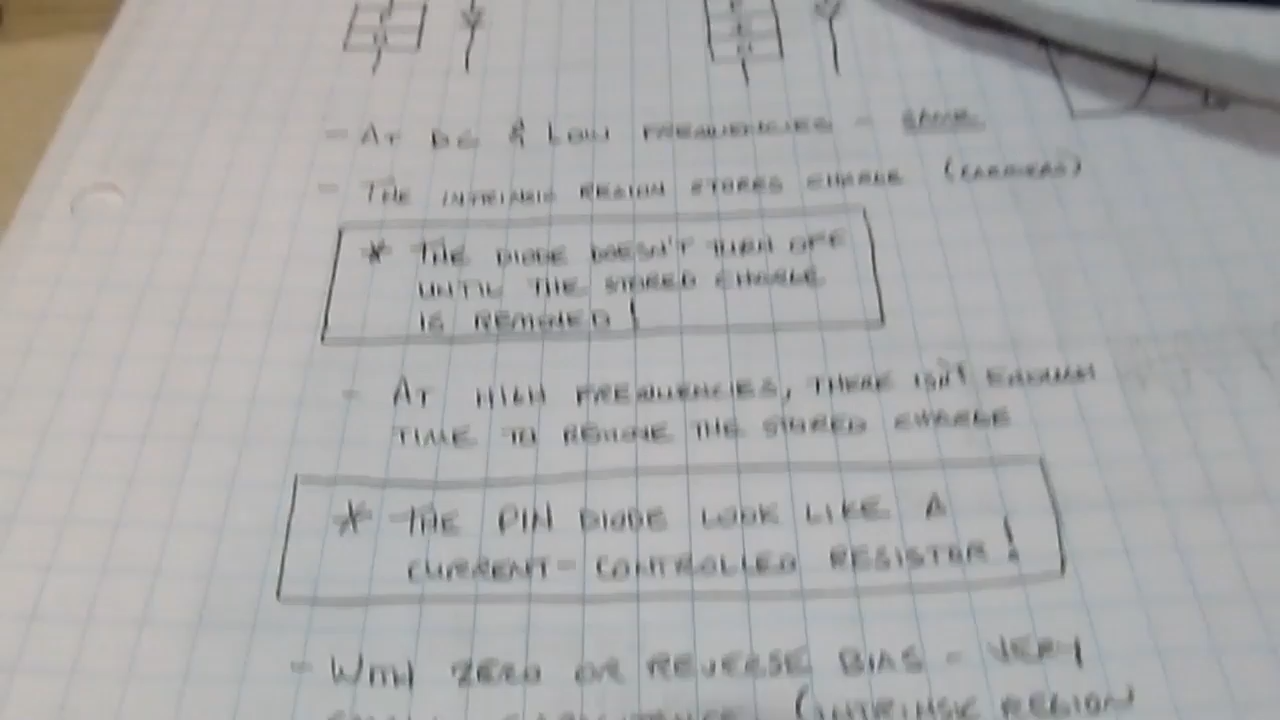 - AT DC & LOW FREQUENCIES - SAME
- THE INTRINSIC REGION STORES CHARGE (CARRIERS)
* THE DIODE DOESN'T TURN OFF
UNTIL THE STORED CHARGE
IS REMOVED!
- AT HIGH FREQUENCIES, THERE ISN'T ENOUGH
TIME TO REMOVE THE STORED CHARGE
* THE PIN DIODE LOOK LIKE A
CURRENT-CONTROLLED RESISTOR!
- WITH ZERO OR REVERSE BIAS - VERY
(INTRINSIC REGION